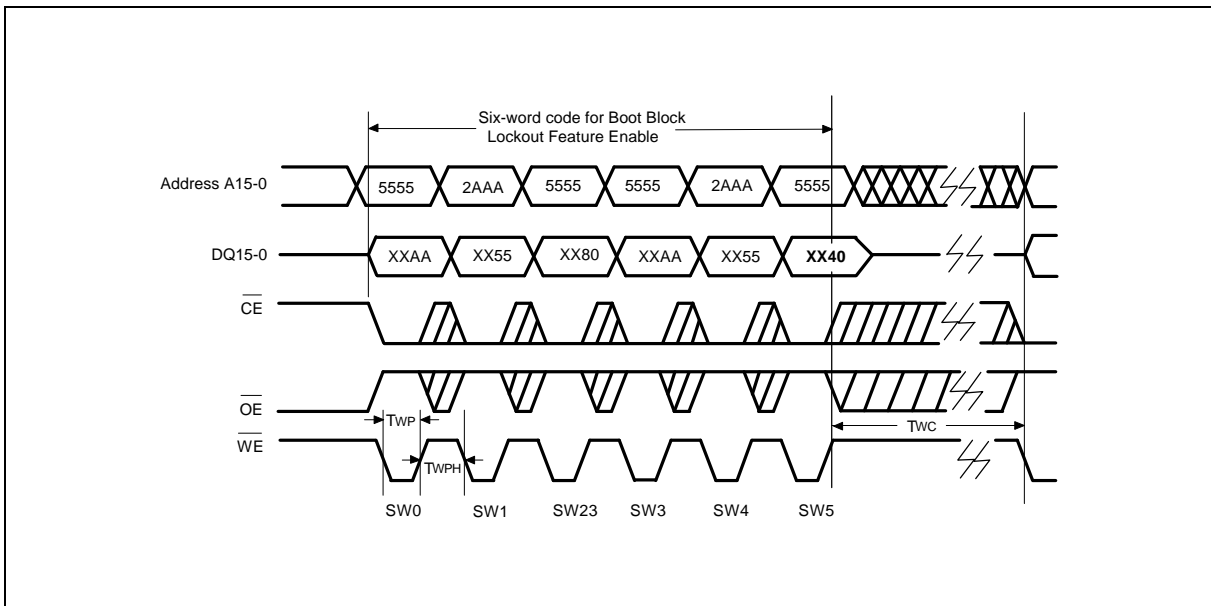 Six-word code for Boot Block
Lockout Feature Enable
Address A15-0
5555 2AAA 5555 5555 2AAA 5555
DQ15-0
XXAA XX55 XX80 XXAA XX55 XX40
CE
OE
TWP
TWC
WE
TWPH
SW0 SW1 SW23 SW3 SW4 SW5